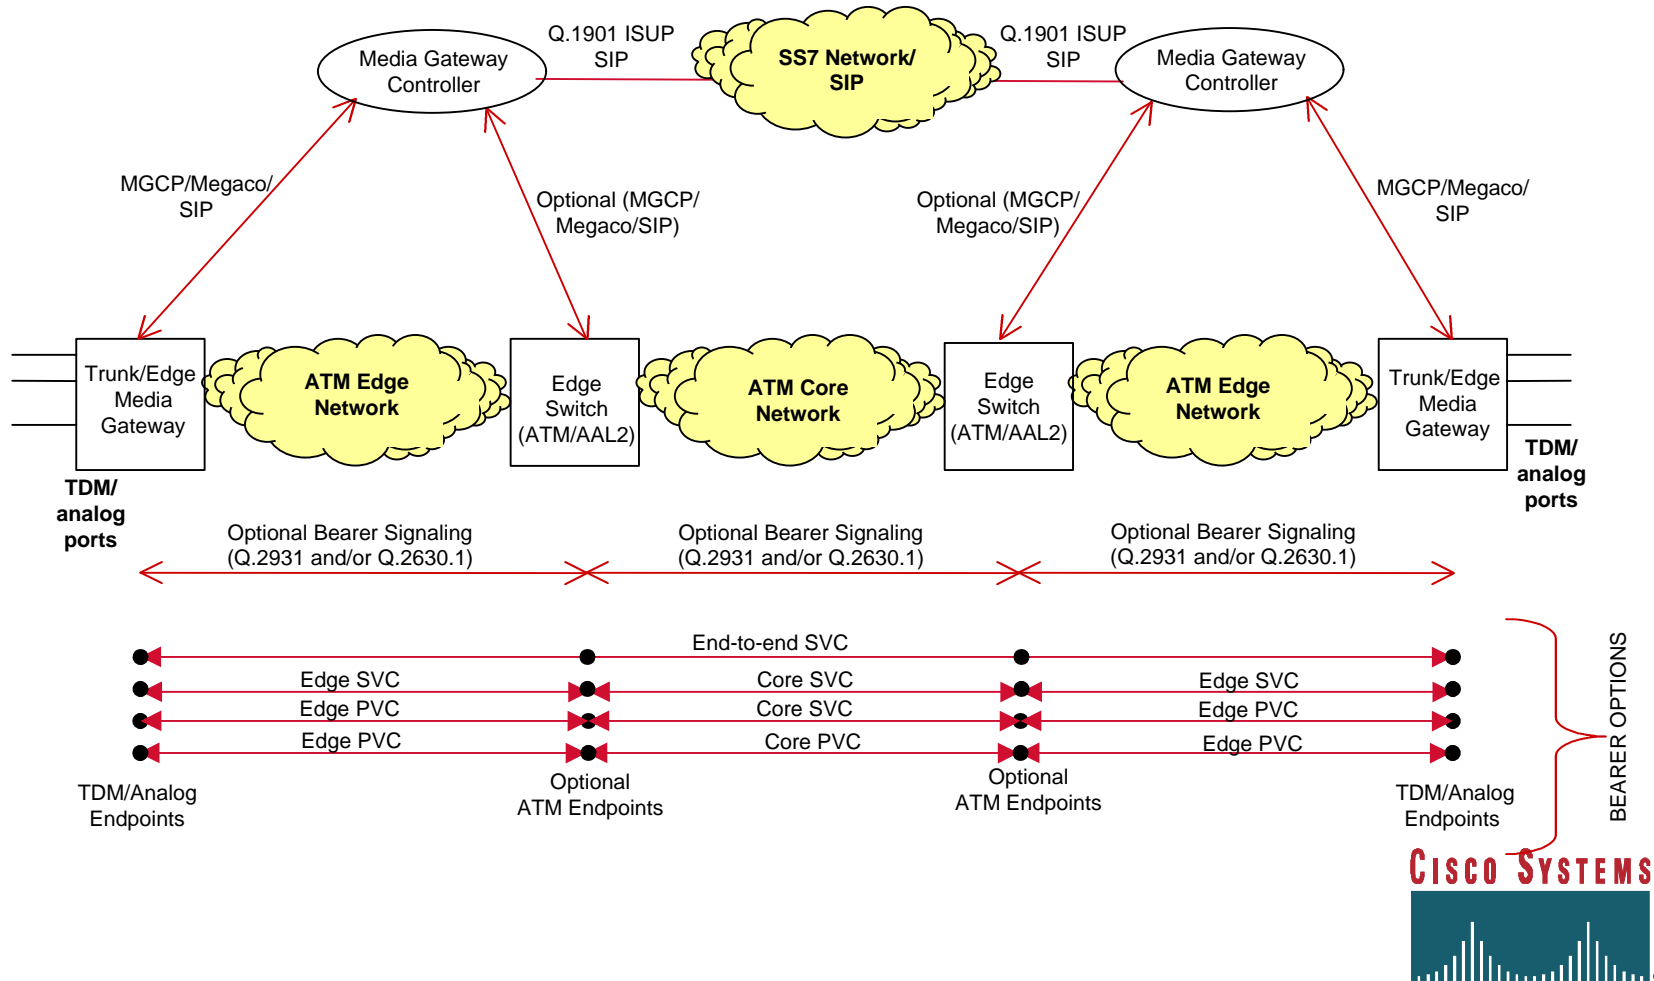 Media Gateway
Controller
Q.1901 ISUP
SIP
SS7 Network/
SIP
Q.1901 ISUP
SIP
Media Gateway
Controller
MGCP/Megaco/
SIP
Optional (MGCP/
Megaco/SIP)
Optional (MGCP/
Megaco/SIP)
MGCP/Megaco/
SIP
Trunk/Edge
Media
Gateway
ATM Edge
Network
Edge
Switch
(ATM/AAL2)
ATM Core
Network
Edge
Switch
(ATM/AAL2)
ATM Edge
Network
Trunk/Edge
Media
Gateway
TDM/
analog
ports
TDM/
analog
ports
Optional Bearer Signaling
(Q.2931 and/or Q.2630.1)
Optional Bearer Signaling
(Q.2931 and/or Q.2630.1)
Optional Bearer Signaling
(Q.2931 and/or Q.2630.1)
End-to-end SVC
Edge SVC
Core SVC
Edge SVC
Edge PVC
Core SVC
Edge PVC
Edge PVC
Core PVC
Edge PVC
TDM/Analog
Endpoints
Optional
ATM Endpoints
Optional
ATM Endpoints
TDM/Analog
Endpoints
BEARER OPTIONS
CISCO SYSTEMS